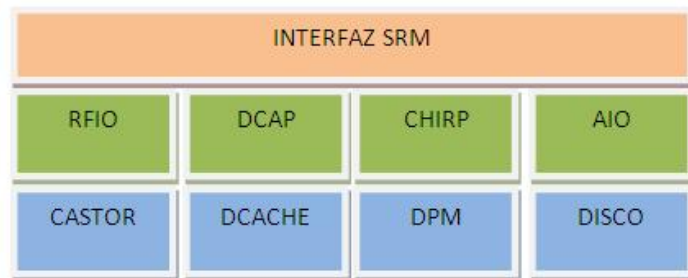 INTERFAZ SRM
RFIO DCAP CHIRP AIO
CASTOR DCACHE DPM DISCO